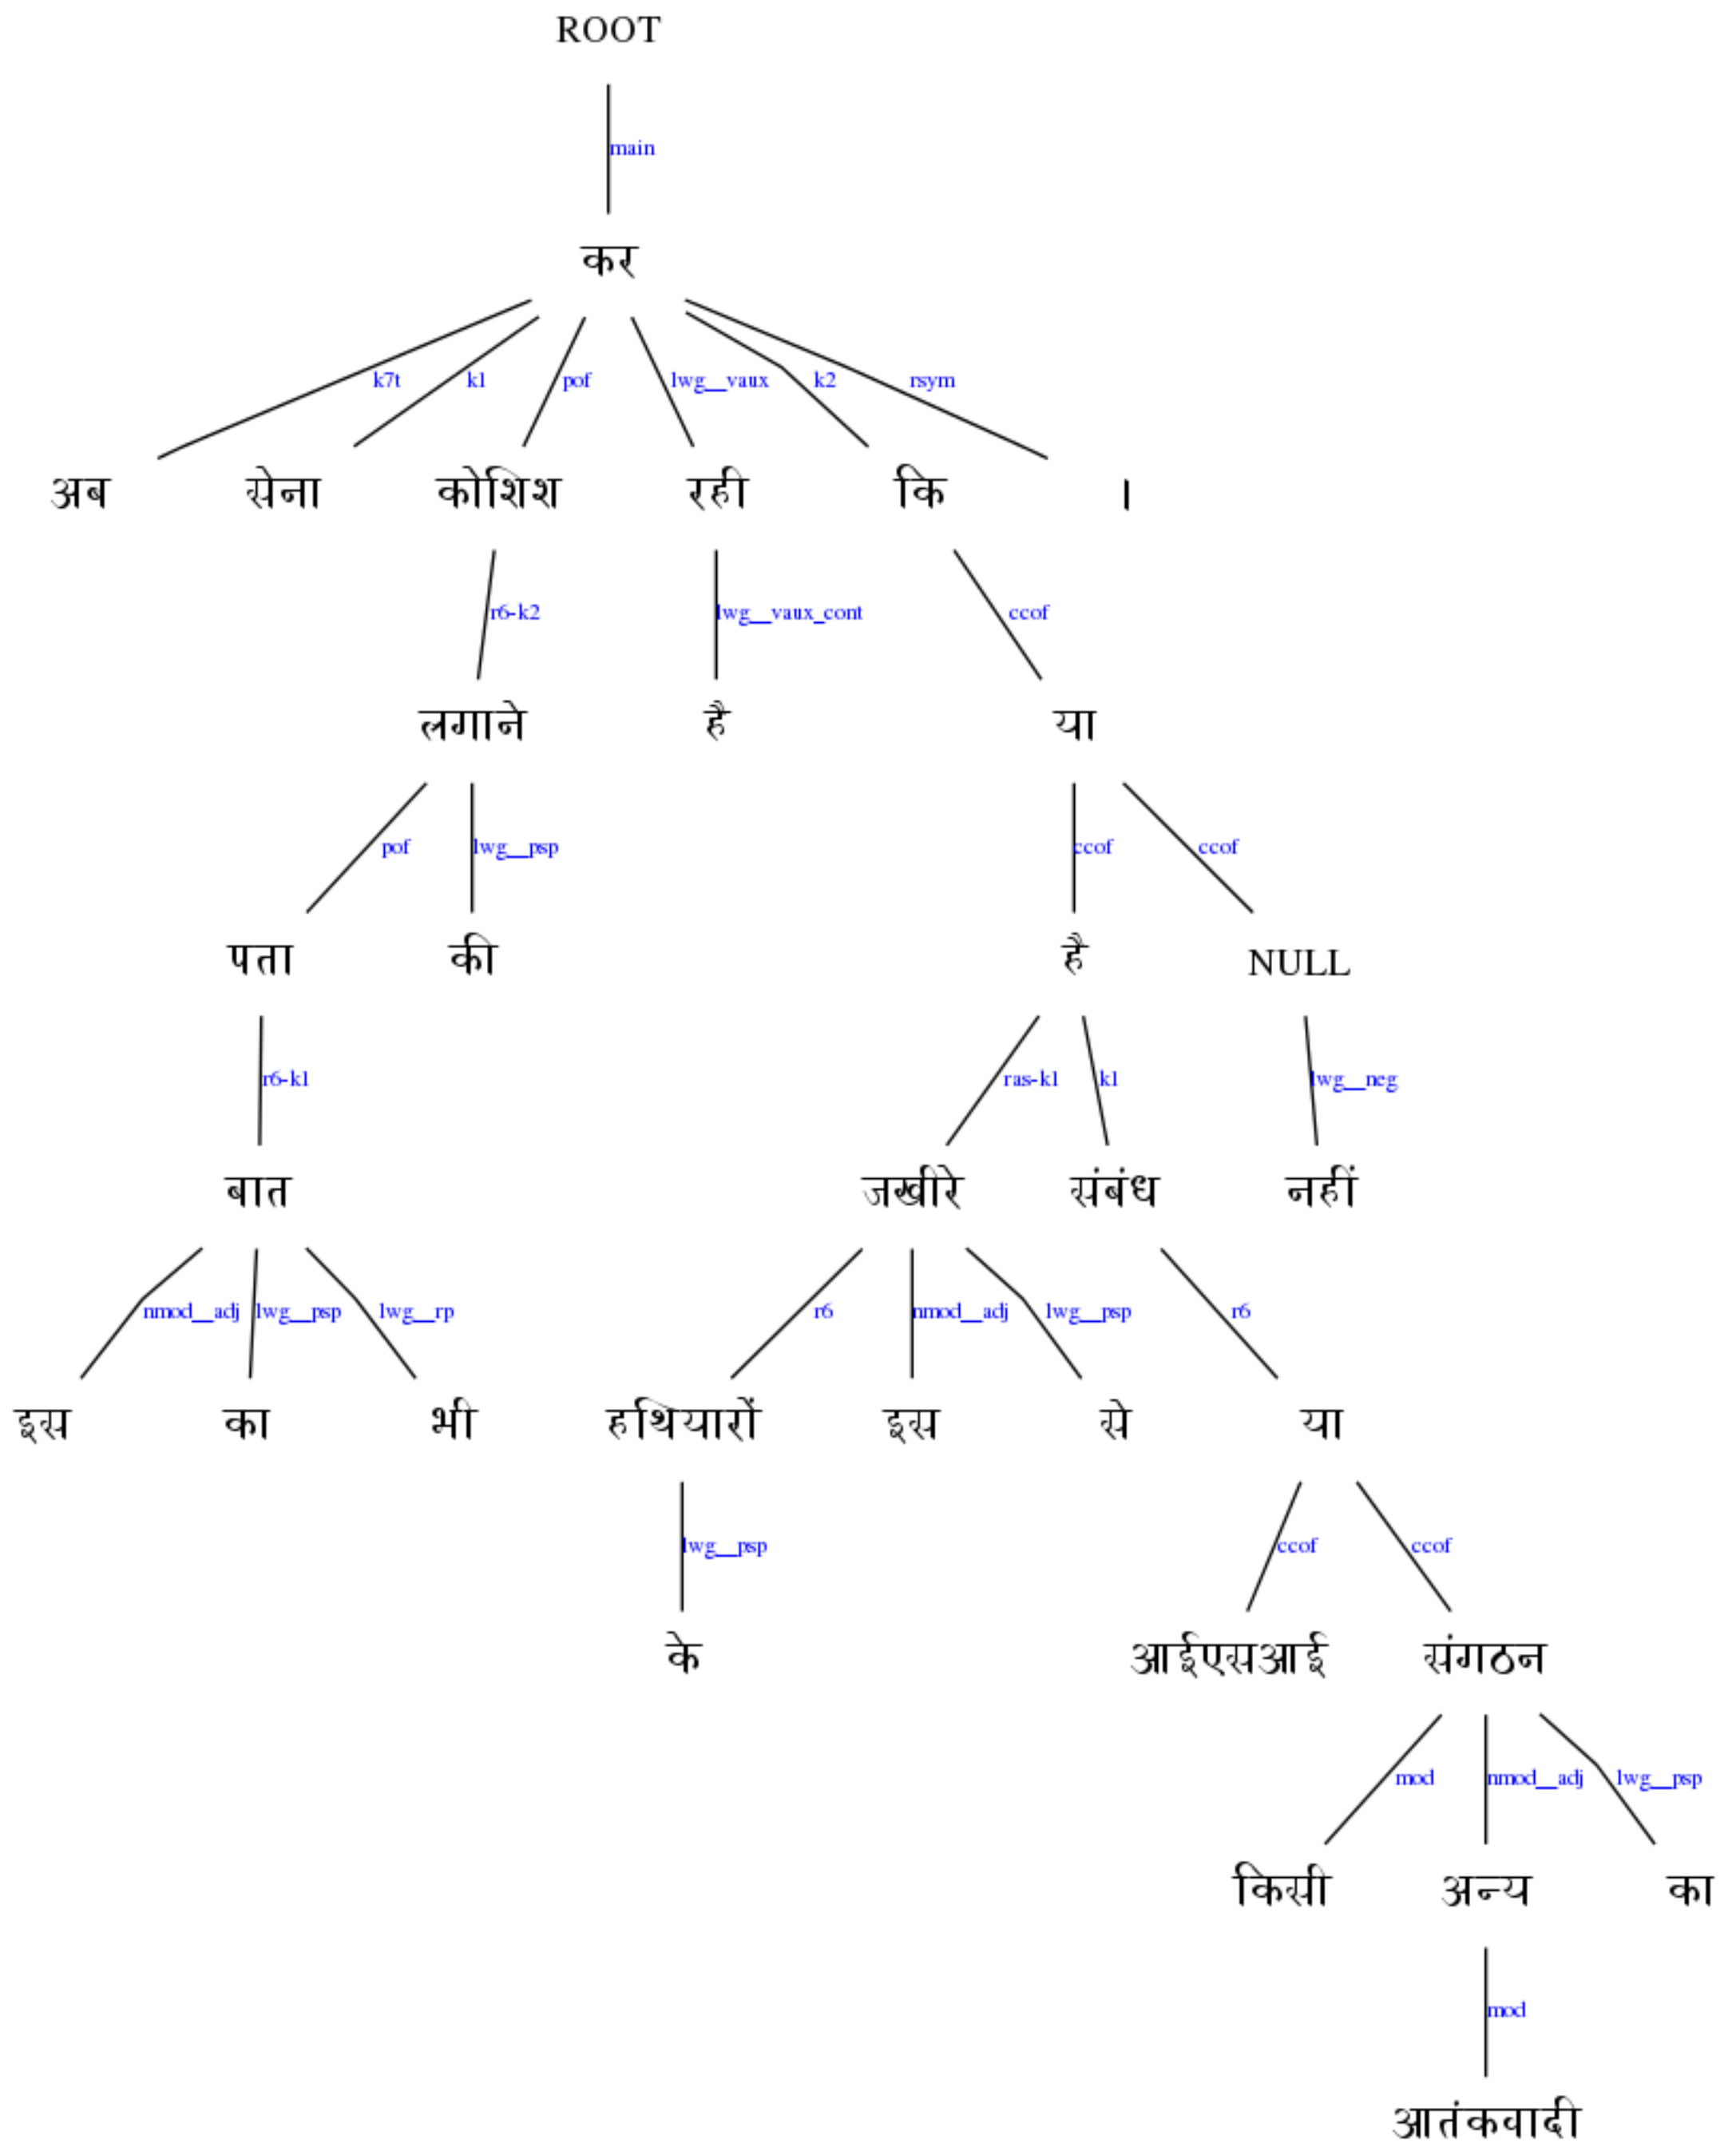 ROOT
main
कर
k7t k1 pof lwg__vaux k2 rsym
अब सेना कोशिश रही कि ।
r6-k2 lwg__vaux_cont ccof
लगाने है या
pof lwg__psp ccof ccof
पता की है NULL
r6-k1 ras-k1 k1 lwg__neg
बात जखीरे संबंध नहीं
nmod__adj lwg__psp lwg__rp r6 nmod__adj lwg__psp r6
इस का भी हथियारों इस से या
lwg__psp ccof ccof
के आईएसआई संगठन
mod nmod__adj lwg__psp
किसी अन्य का
mod
आतंकवादी